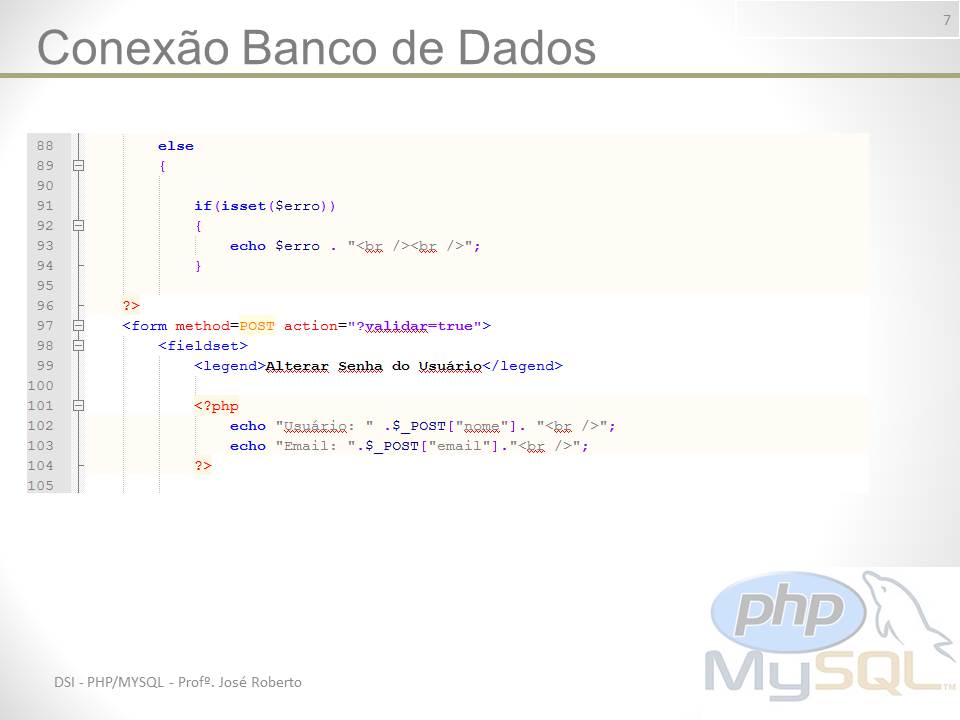 7
Conexão Banco de Dados
88 else
89 {
90
91 if(isset($erro))
92 {
93 echo $erro . "<br /><br />";
94 }
95
96 ?>
97 <form method=POST action="?validar=true">
98 <fieldset>
99 <legend>Alterar Senha do Usuário</legend>
100
101 <?php
102 echo "Usuário: " .$_POST["nome"]. "<br />";
103 echo "Email: ".$_POST["email"]."<br />";
104 ?>
105
php
MySQL™
DSI - PHP/MYSQL - Profº. José Roberto